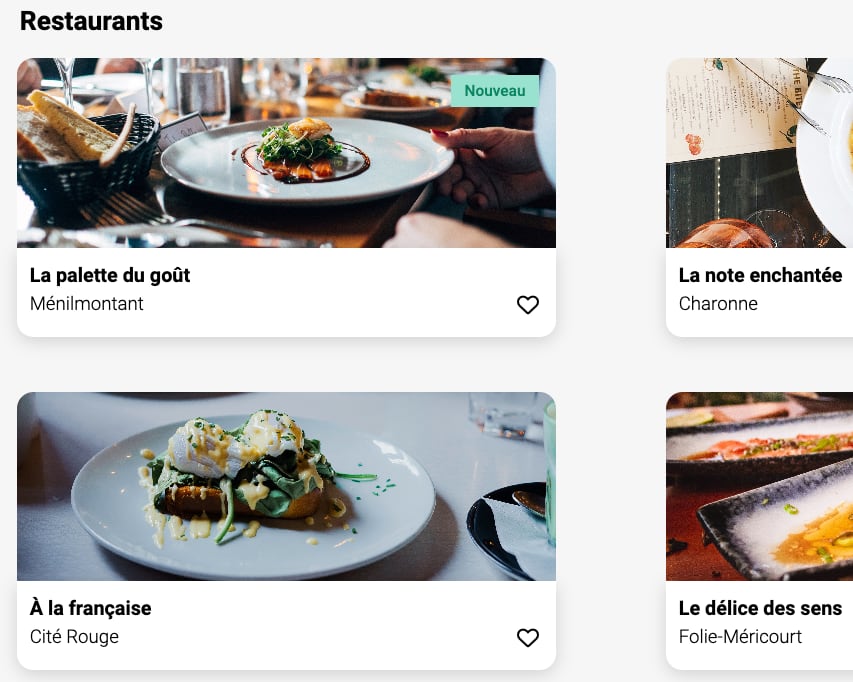 Restaurants
Nouveau
La palette du goût
Ménilmontant
La note enchantée
Charonne
À la française
Cité Rouge
Le délice des sens
Folie-Méricourt